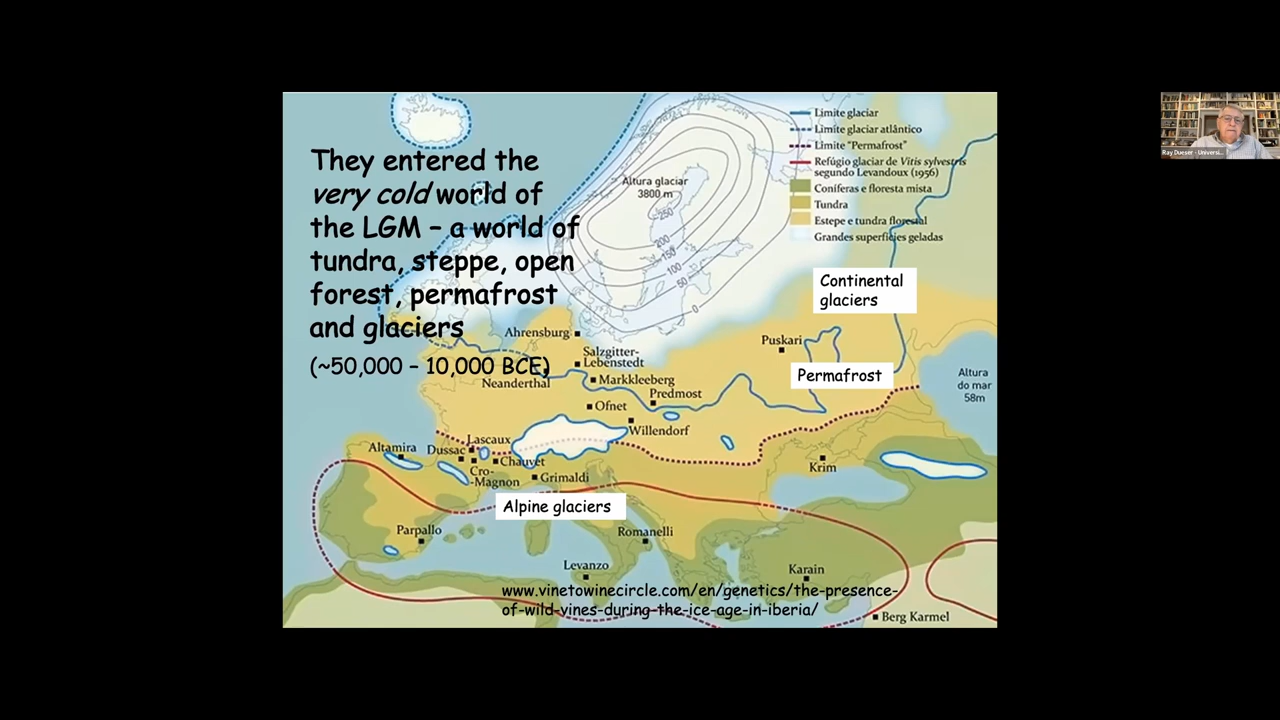 They entered the
very cold world of
the LGM – a world of
tundra, steppe, open
forest, permafrost
and glaciers
(~50,000 – 10,000 BCE)
Limite glaciar
Limite glaciar atlântico
Limite "Permafrost"
Refúgio glaciar de Vitis sylvestris
segundo Levandoux (1956)
Coníferas e floresta mista
Tundra
Estepe e tundra florestal
Grandes superfícies geladas
Altura glaciar
3800 m
250
200
150
100
50
0
Continental
glaciers
Permafrost
Altura
do mar
58m
Ahrensburg
Salzgitter-
Lebenstedt
Neanderthal
Markkleeberg
Predmost
Ofnet
Willendorf
Puskari
Krim
Altamira
Dussac
Lascaux
Chauvet
Cro-
-Magnon
Grimaldi
Alpine glaciers
Parpallo
Romanelli
Levanzo
Karain
Berg Karmel
www.vinetowinecircle.com/en/genetics/the-presence-
of-wild-vines-during-the-ice-age-in-iberia/
Ray Dueser - Universi...